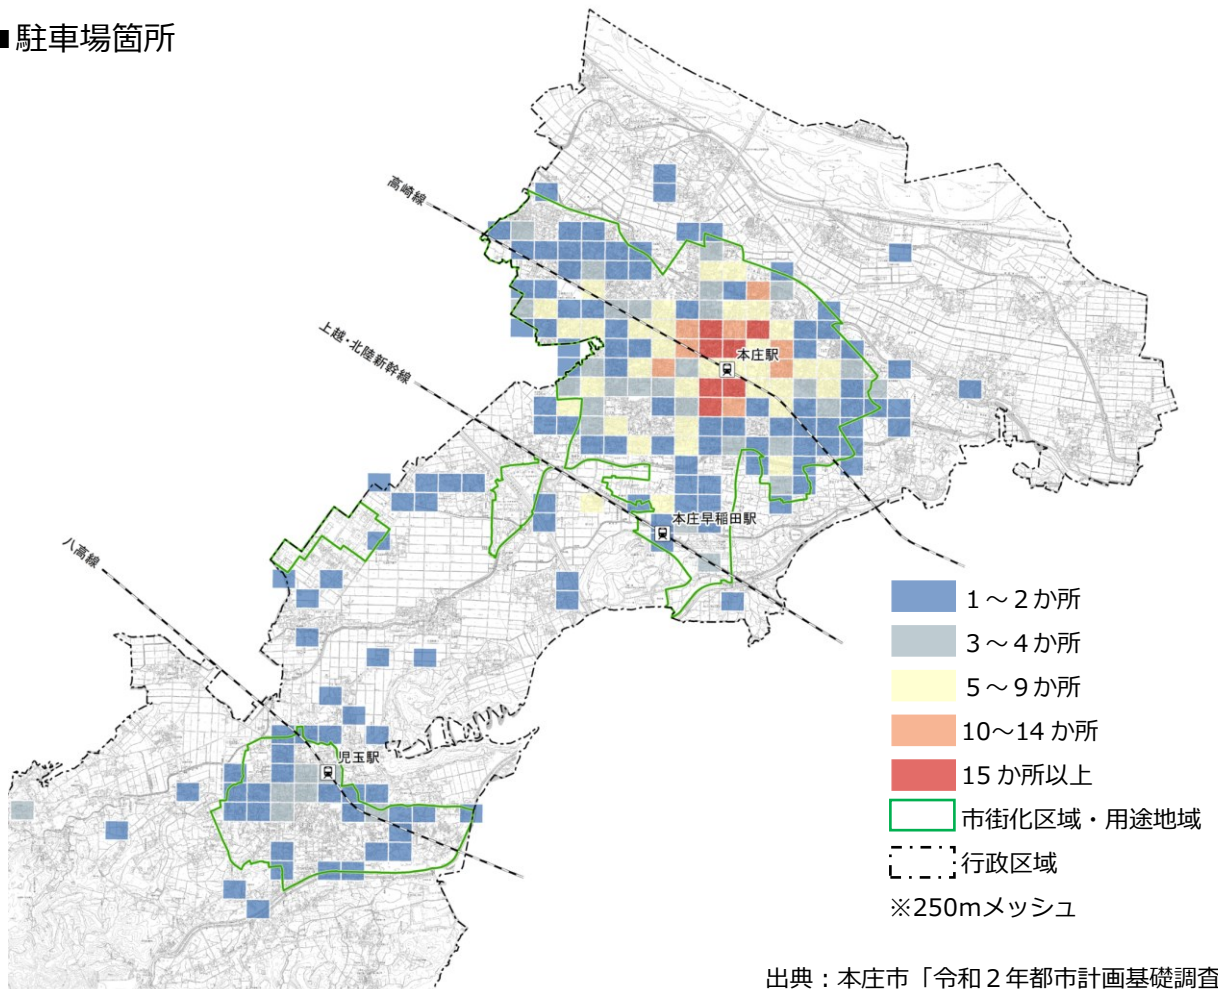 ■駐車場箇所
高崎線
上越・北陸新幹線
本庄駅
本庄早稲田駅
八高線
児玉駅
1～2か所
3～4か所
5～9か所
10～14か所
15か所以上
市街化区域・用途地域
行政区域
※250mメッシュ
出典：本庄市「令和2年都市計画基礎調査